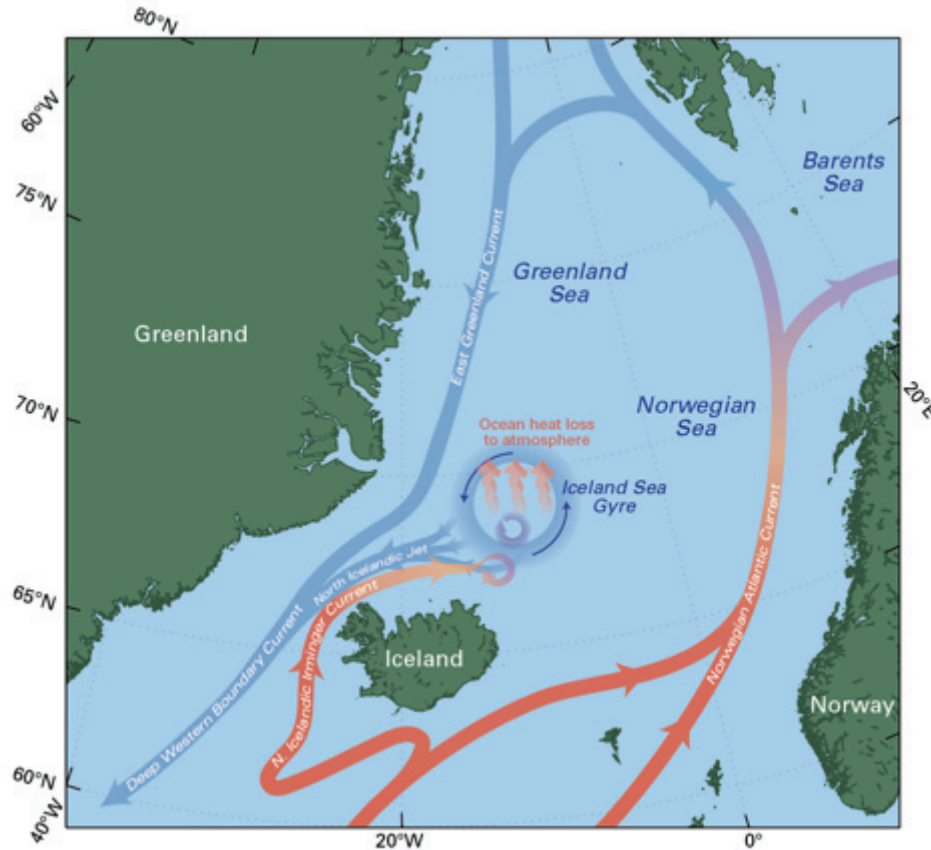 80°N
60°W
75°N
70°N
65°N
60°N
40°W
20°W
0°
20°E
Barents
Sea
Greenland
Sea
Greenland
East Greenland Current
Norwegian
Sea
Ocean heat loss
to atmosphere
Iceland Sea
Gyre
North Icelandic Jet
N. Icelandic Irminger Current
Deep Western Boundary Current
Iceland
Norwegian Atlantic Current
Norway